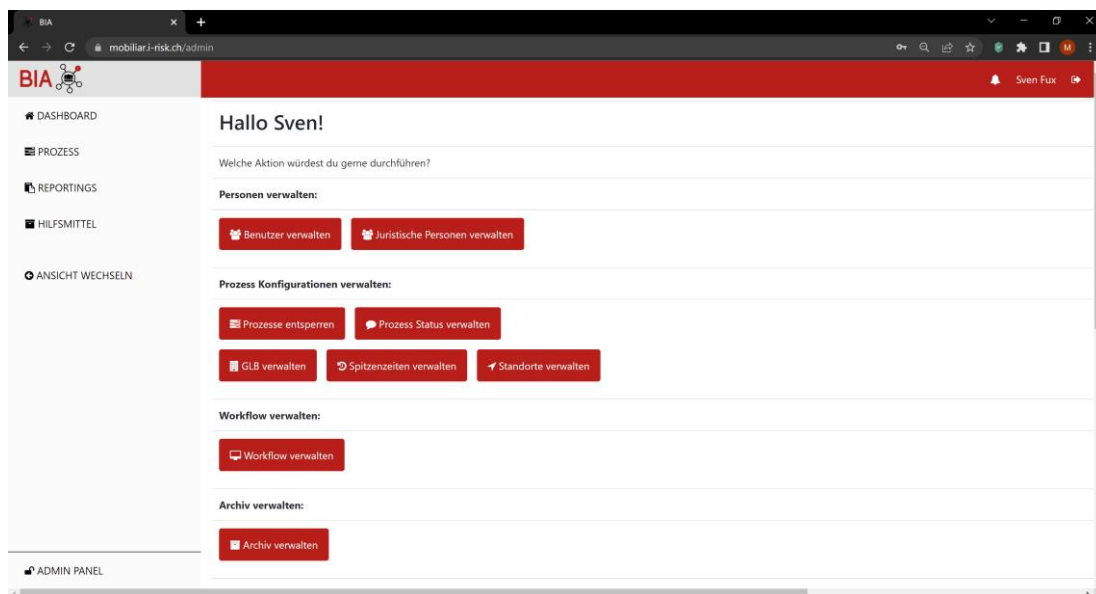 BIA
mobiliar.i-risk.ch/admin
M
BIA
Sven Fux
DASHBOARD
PROZESS
REPORTINGS
HILFSMITTEL
ANSICHT WECHSELN
ADMIN PANEL
Hallo Sven!
Welche Aktion würdest du gerne durchführen?
Personen verwalten:
Benutzer verwalten Juristische Personen verwalten
Prozess Konfigurationen verwalten:
Prozesse entsperren Prozess Status verwalten
GLB verwalten Spitzenzeiten verwalten Standorte verwalten
Workflow verwalten:
Workflow verwalten
Archiv verwalten:
Archiv verwalten